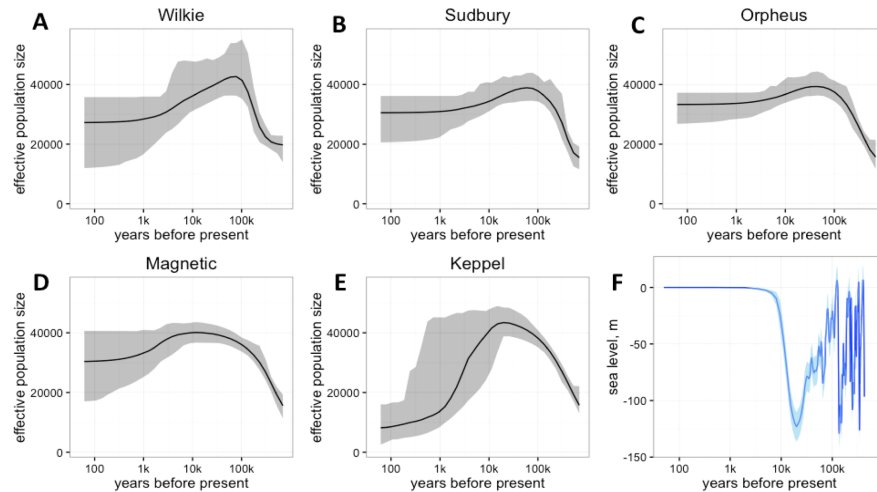 A
Wilkie
effective population size
40000
20000
0
100
1k
10k
100k
years before present
B
Sudbury
effective population size
40000
20000
0
100
1k
10k
100k
years before present
C
Orpheus
effective population size
40000
20000
0
100
1k
10k
100k
years before present
D
Magnetic
effective population size
40000
20000
0
100
1k
10k
100k
years before present
E
Keppel
effective population size
40000
20000
0
100
1k
10k
100k
years before present
F
sea level, m
0
-50
-100
-150
100
1k
10k
100k
years before present